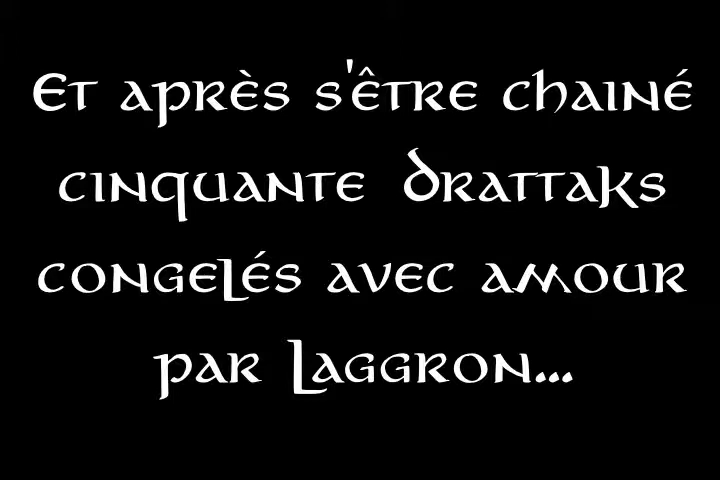 Et après s'être chainé
cinquante drattaks
congelés avec amour
par Laggron...